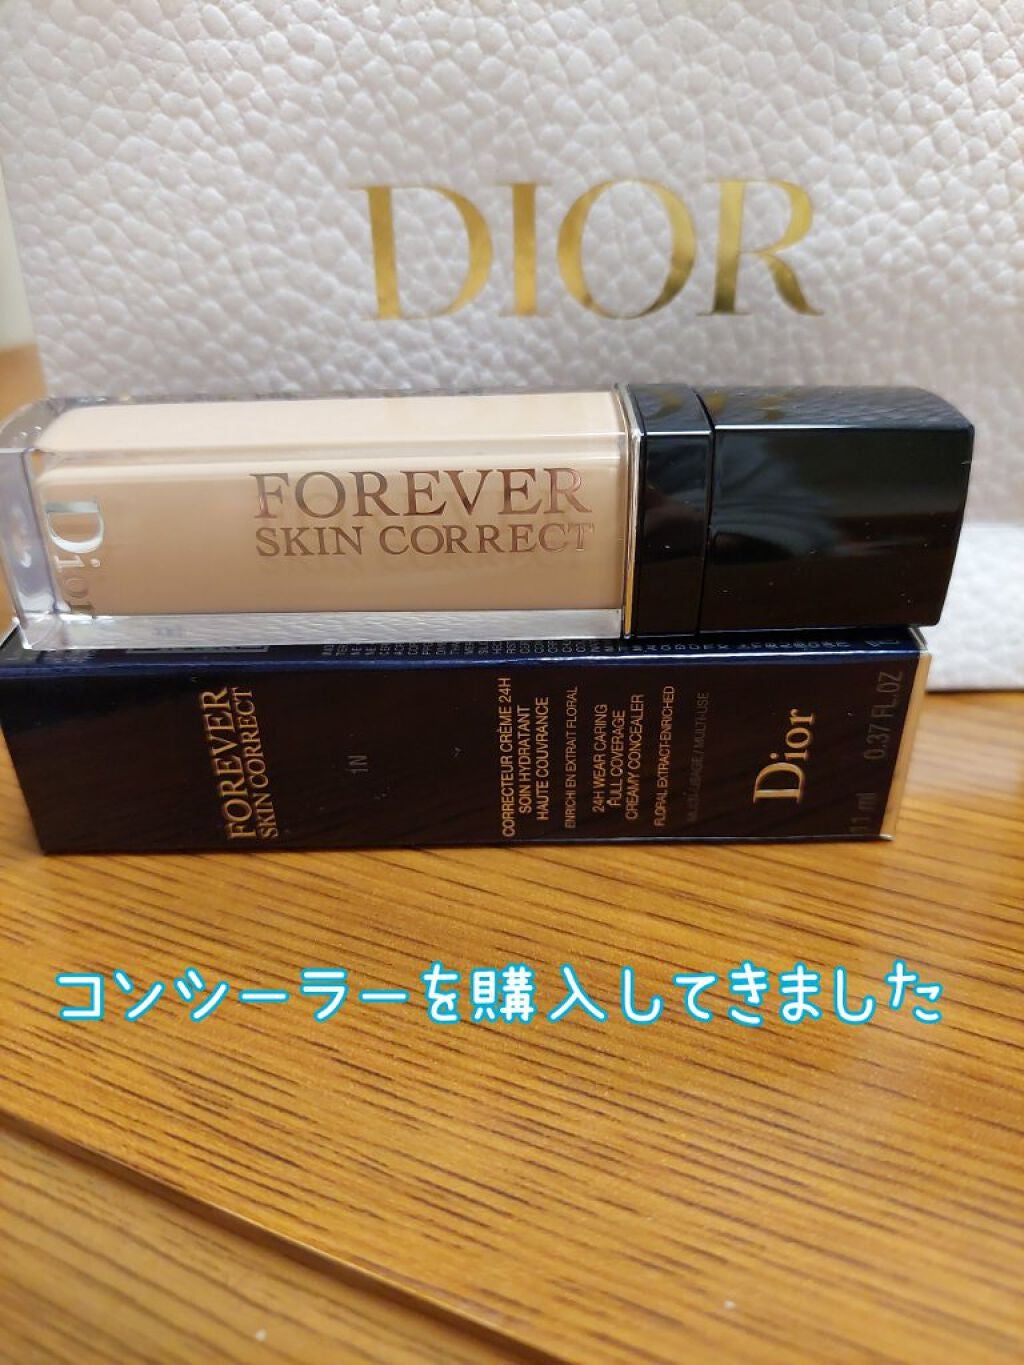 DIOR
FOREVER
SKIN CORRECT
Dior
FOREVER
SKIN CORRECT
1N
CORRECTEUR CRÈME 24H
SOIN HYDRATANT
HAUTE COUVRANCE
ENRICHI EN EXTRAIT FLORAL
24H WEAR CARING
FULL COVERAGE
CREAMY CONCEALER
FLORAL EXTRACT-ENRICHED
MULTI-USAGE / MULTI-USE
Dior
11 ml 0.37 FL.OZ
コンシーラーを購入してきました